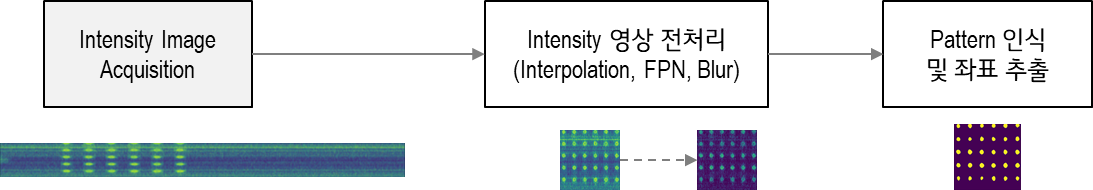 Intensity Image
Acquisition
Intensity 영상 전처리
(Interpolation, FPN, Blur)
Pattern 인식
및 좌표 추출